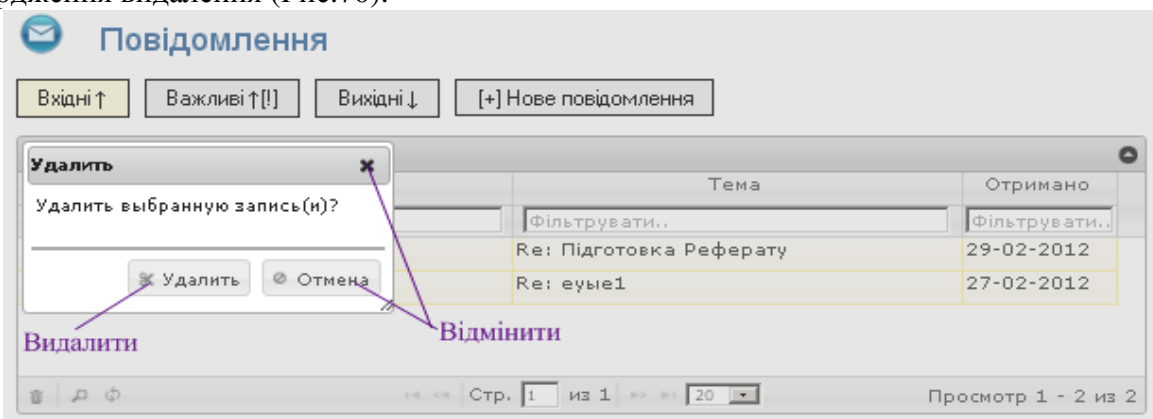 Повідомлення
Вхідні↑ Важливі↑[!] Вихідні↓ [+] Нове повідомлення
Удалить
Удалить выбранную запись(и)?
Удалить Отмена
Тема Отримано
Фільтрувати.. Фільтрувати..
Re: Підготовка Реферату 29-02-2012
Re: еуые1 27-02-2012
Видалити Відмінити
Стр. 1 из 1 20 Просмотр 1 - 2 из 2